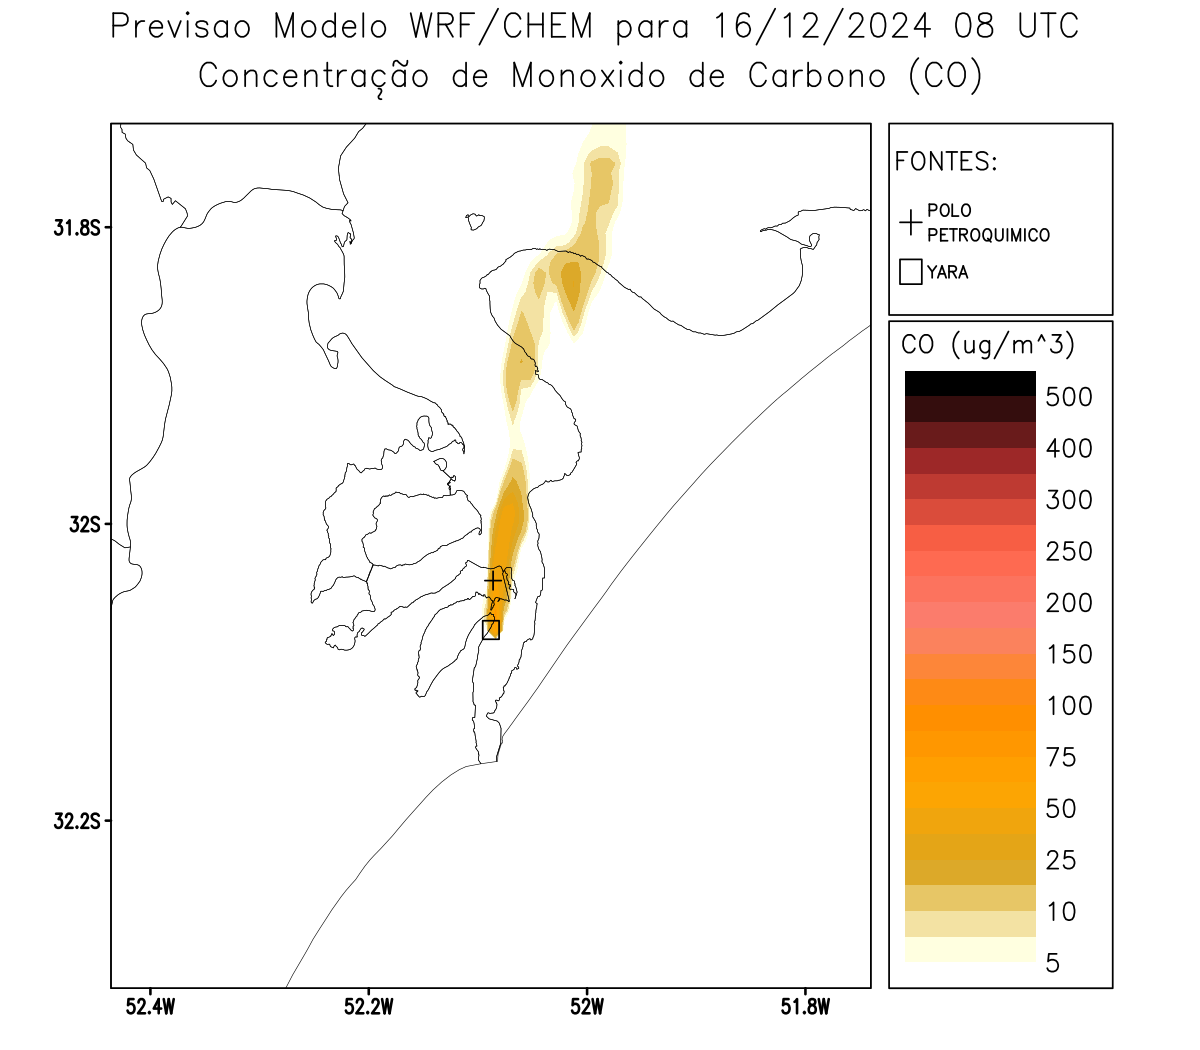 Previsao Modelo WRF/CHEM para 16/12/2024 08 UTC
Concentração de Monoxido de Carbono (CO)
FONTES:
POLO
PETROQUIMICO
YARA
31.8S
32S
32.2S
52.4W
52.2W
52W
51.8W
CO (ug/m^3)
500
400
300
250
200
150
100
75
50
25
10
5